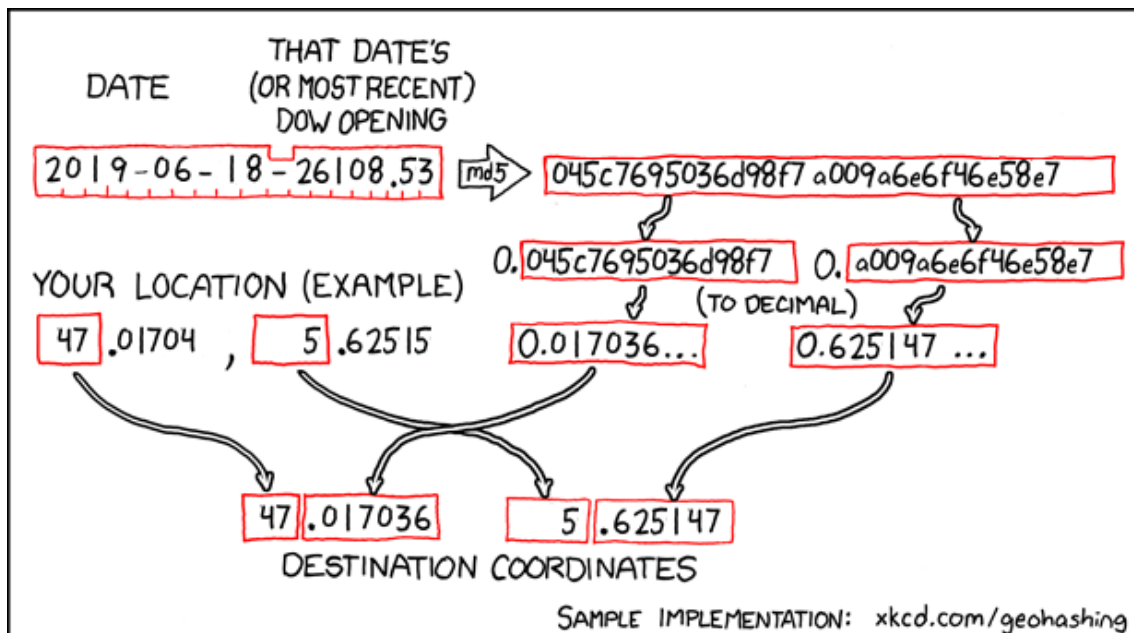 DATE
THAT DATE'S
(OR MOST RECENT)
DOW OPENING
2019-06-18-26108.53
md5
045c7695036d98f7a009a6e6f46e58e7
0.045c7695036d98f7
0.a009a6e6f46e58e7
(TO DECIMAL)
YOUR LOCATION (EXAMPLE)
47.01704, 5.62515
0.017036...
0.625147...
47.017036
5.625147
DESTINATION COORDINATES
SAMPLE IMPLEMENTATION: xkcd.com/geohashing